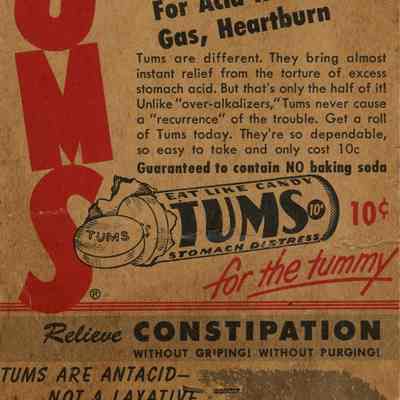 UMS
For Acid
Gas, Heartburn
Tums are different. They bring almost
instant relief from the torture of excess
stomach acid. But that's only the half of it!
Unlike "over-alkalizers," Tums never cause
a "recurrence" of the trouble. Get a roll
of Tums today. They're so dependable,
so easy to take and only cost 10c
Guaranteed to contain NO baking soda
EAT LIKE CANDY
TUMS
TUMS 10¢
STOMACH DISTRESS
10¢
for the tummy
®
Relieve CONSTIPATION
WITHOUT GRIPING! WITHOUT PURGING!
TUMS ARE ANTACID—
NOT A LAXATIVE